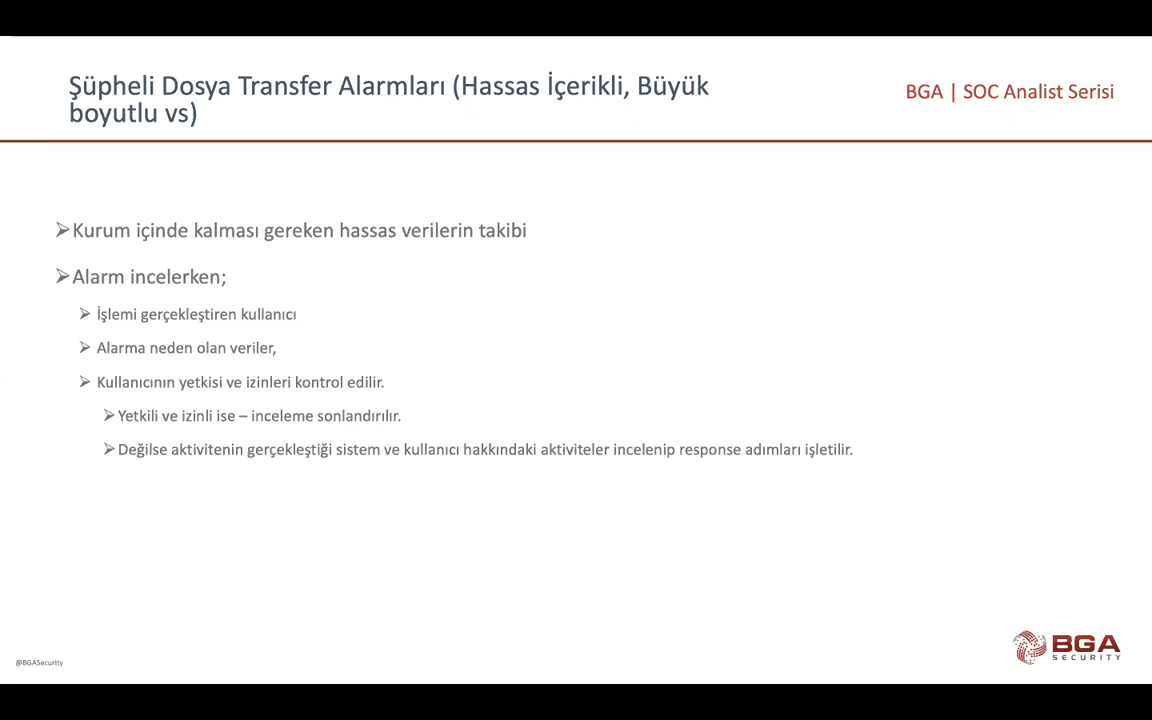 Şüpheli Dosya Transfer Alarmları (Hassas İçerikli, Büyük
boyutlu vs)
BGA | SOC Analist Serisi
➢Kurum içinde kalması gereken hassas verilerin takibi
➢Alarm incelerken;
➢ İşlemi gerçekleştiren kullanıcı
➢ Alarma neden olan veriler,
➢ Kullanıcının yetkisi ve izinleri kontrol edilir.
➢Yetkili ve izinli ise – inceleme sonlandırılır.
➢Değilse aktivitenin gerçekleştiği sistem ve kullanıcı hakkındaki aktiviteler incelenip response adımları işletilir.
@BGASecurity
BGA
SECURITY